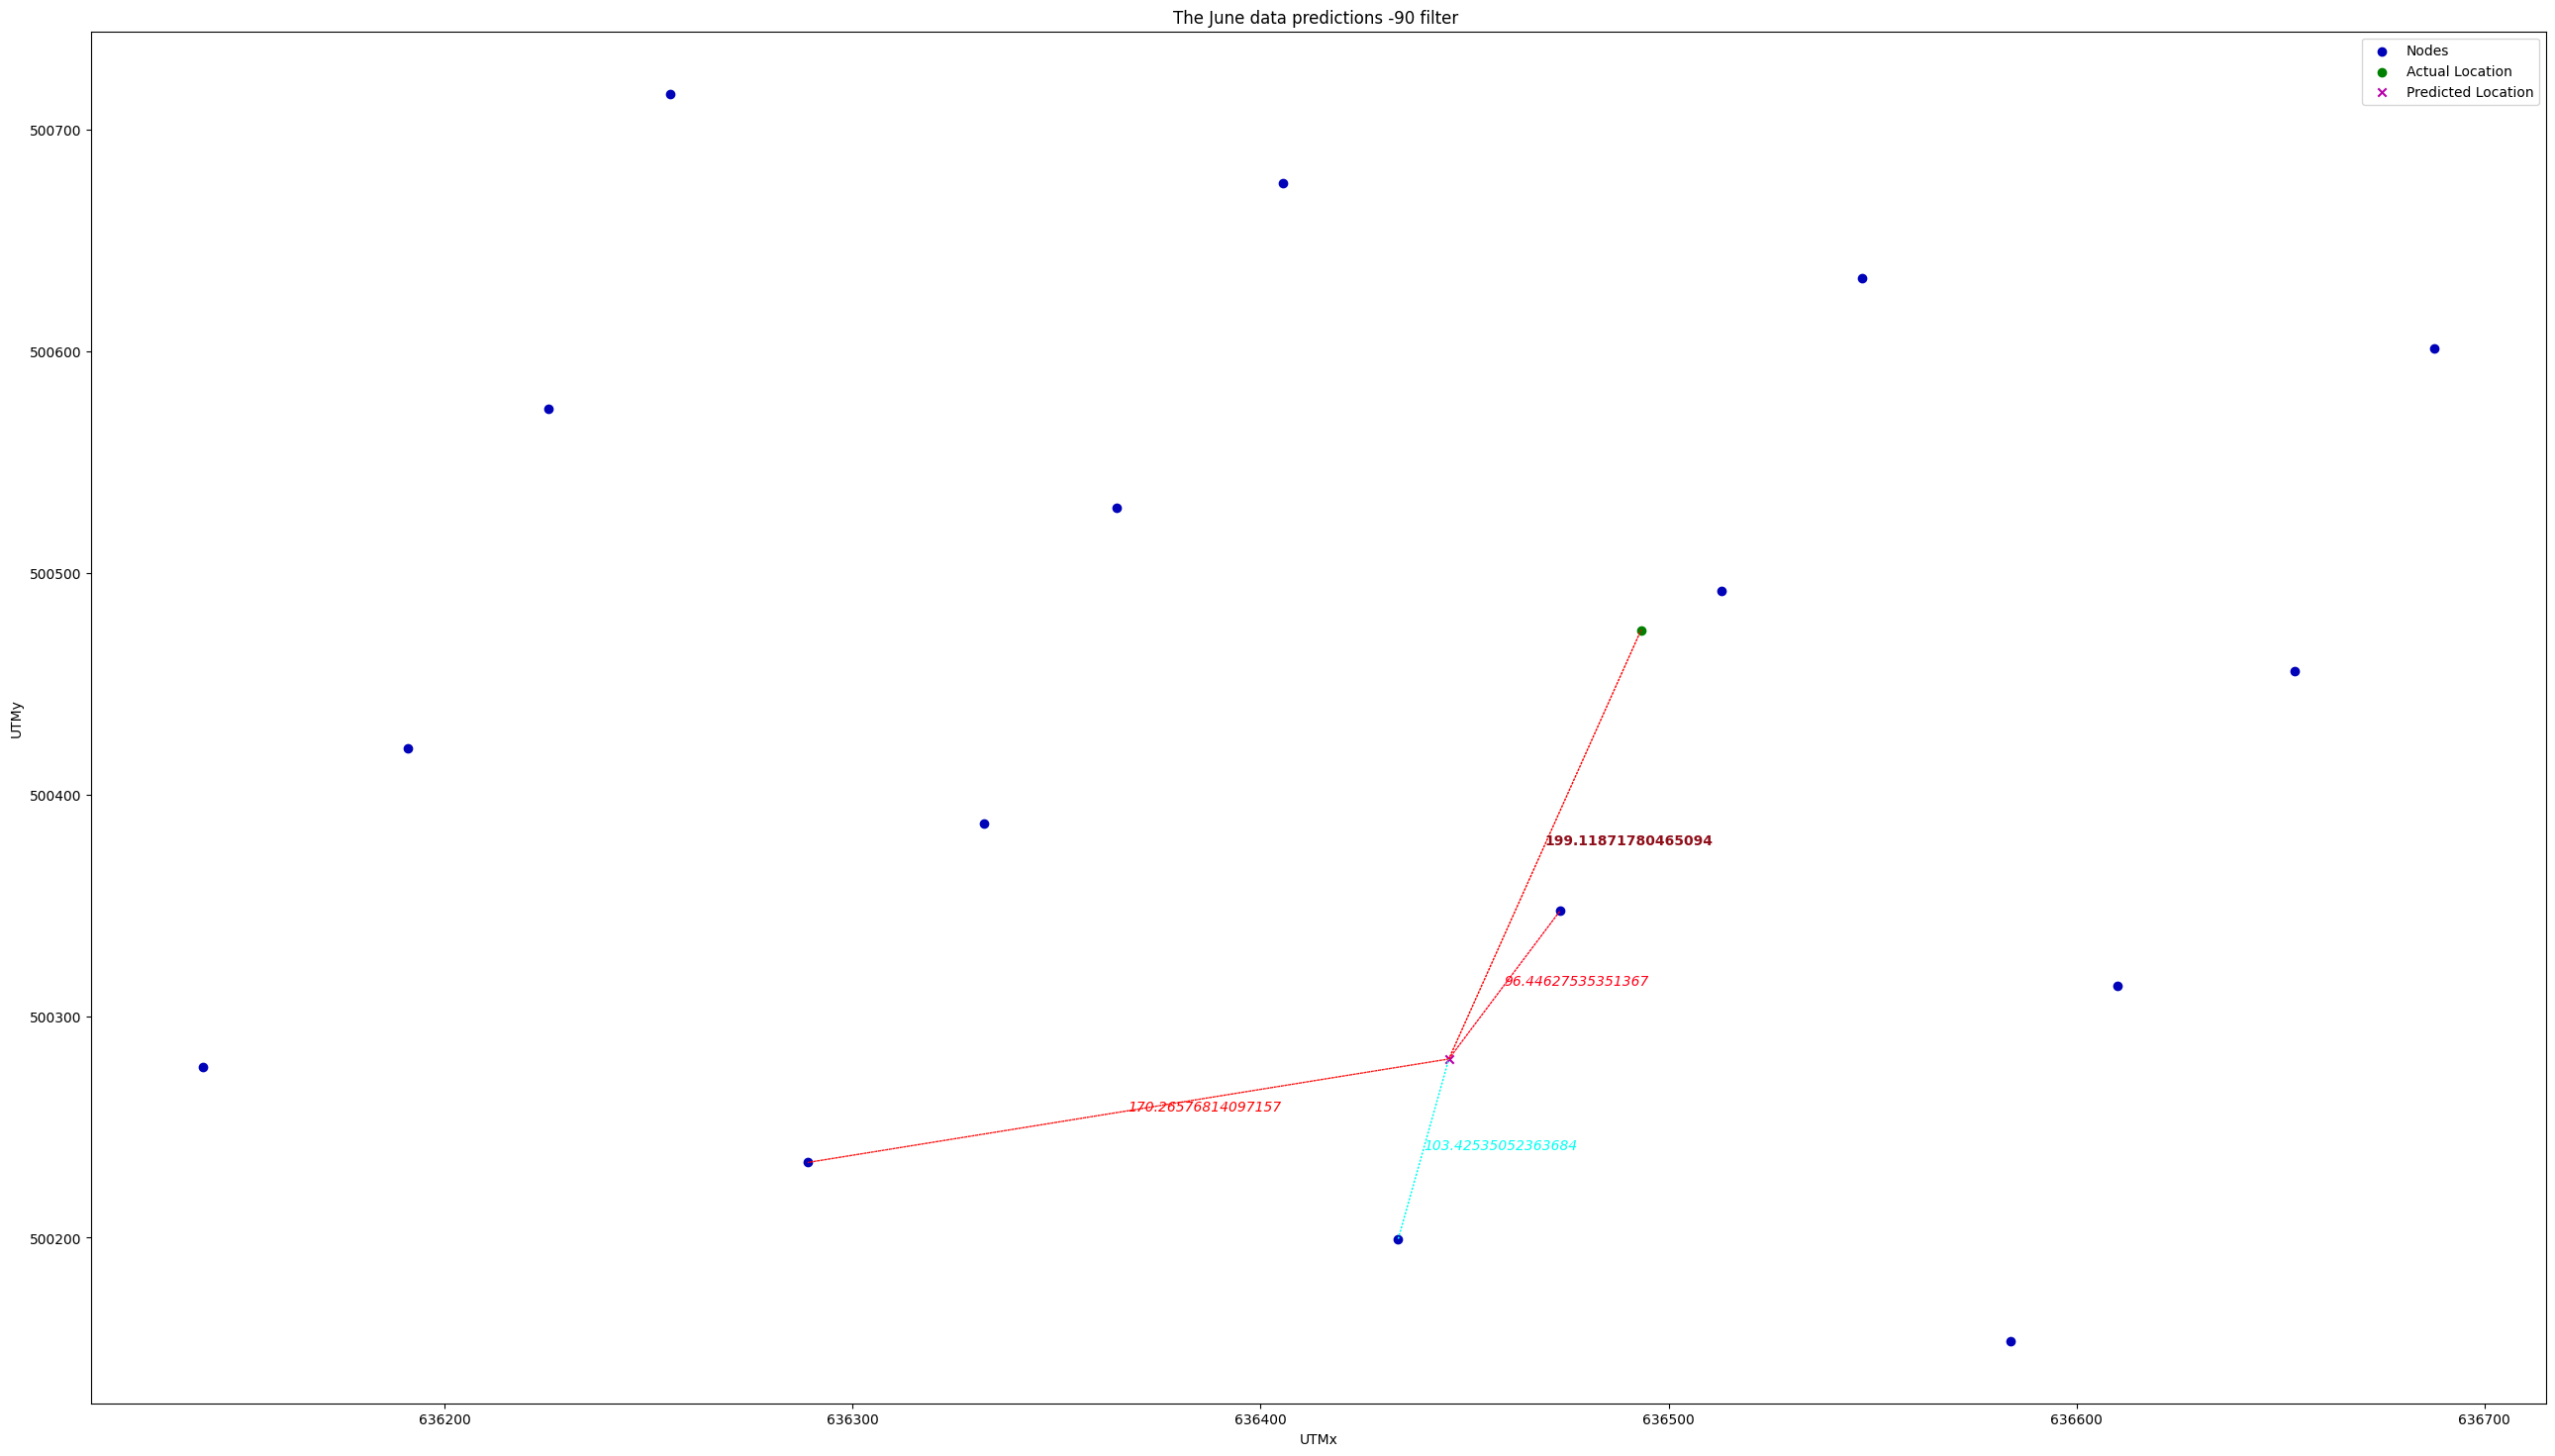 The June data predictions -90 filter
Nodes
Actual Location
Predicted Location
500700
500600
500500
500400
500300
500200
UTMy
199.11871780465094
96.44627535351367
170.26576814097157
103.42535052363684
636200
636300
636400
636500
636600
636700
UTMx